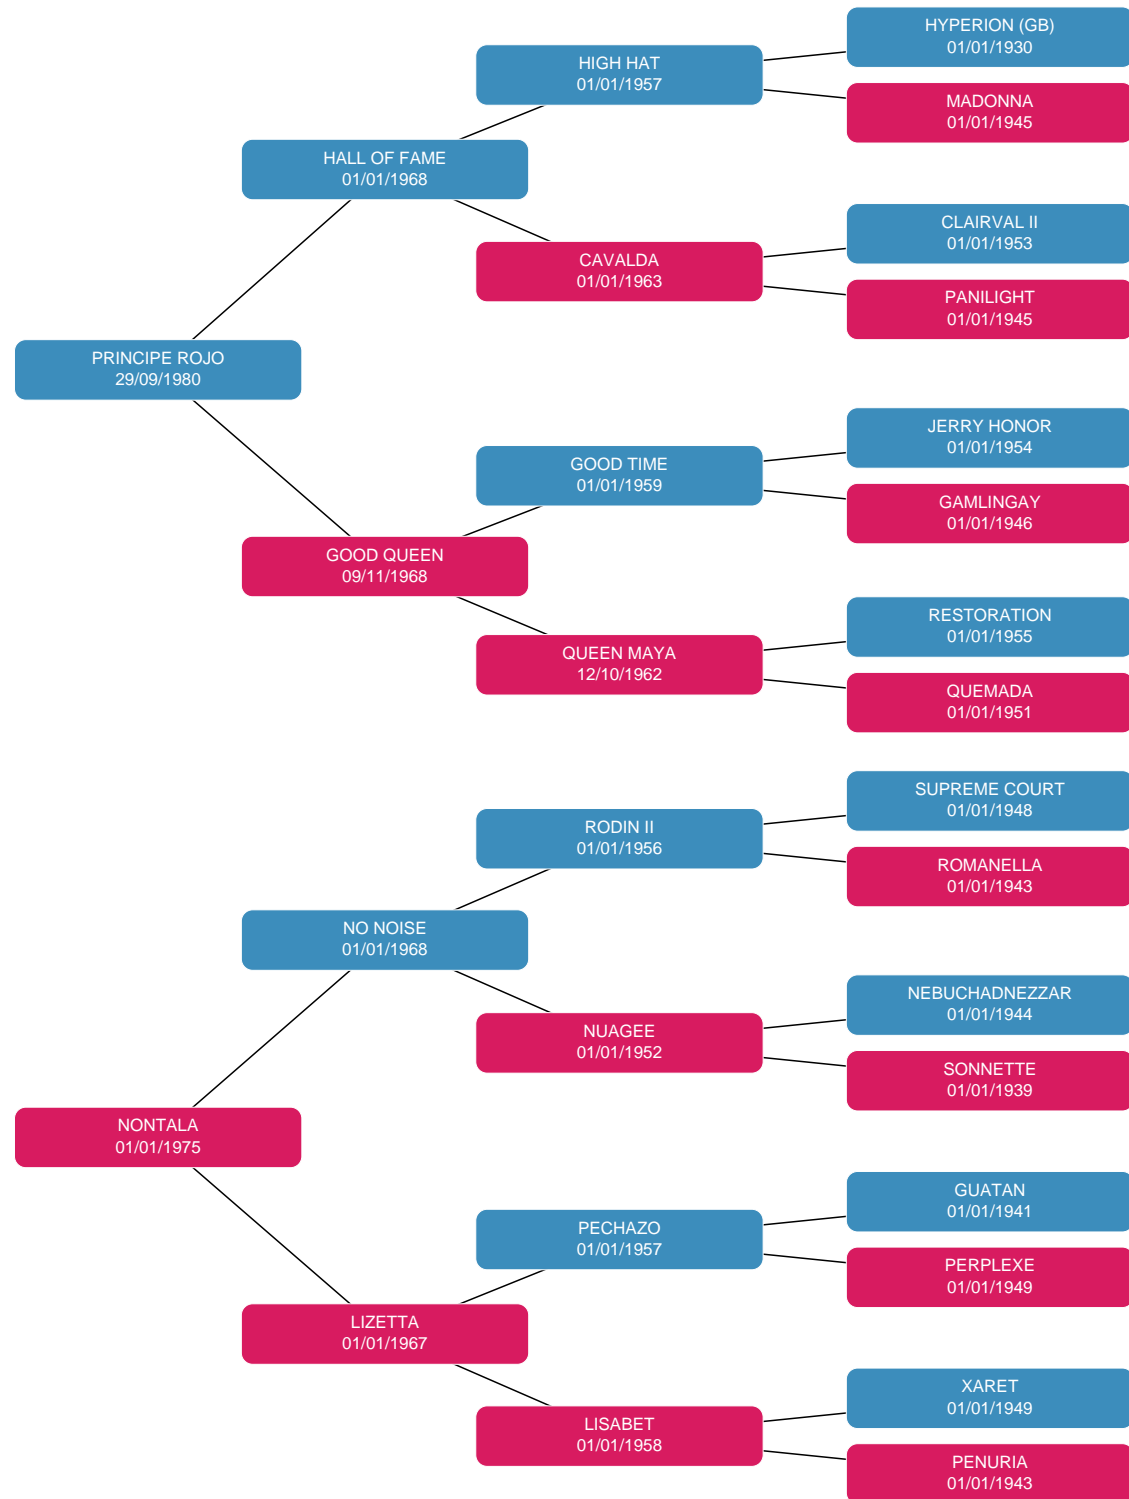 HYPERION (GB)
01/01/1930
HIGH HAT
01/01/1957
MADONNA
01/01/1945
HALL OF FAME
01/01/1968
CLAIRVAL II
01/01/1953
CAVALDA
01/01/1963
PANILIGHT
01/01/1945
PRINCIPE ROJO
29/09/1980
JERRY HONOR
01/01/1954
GOOD TIME
01/01/1959
GAMLINGAY
01/01/1946
GOOD QUEEN
09/11/1968
RESTORATION
01/01/1955
QUEEN MAYA
12/10/1962
QUEMADA
01/01/1951
SUPREME COURT
01/01/1948
RODIN II
01/01/1956
ROMANELLA
01/01/1943
NO NOISE
01/01/1968
NEBUCHADNEZZAR
01/01/1944
NUAGEE
01/01/1952
SONNETTE
01/01/1939
NONTALA
01/01/1975
GUATAN
01/01/1941
PECHAZO
01/01/1957
PERPLEXE
01/01/1949
LIZETTA
01/01/1967
XARET
01/01/1949
LISABET
01/01/1958
PENURIA
01/01/1943